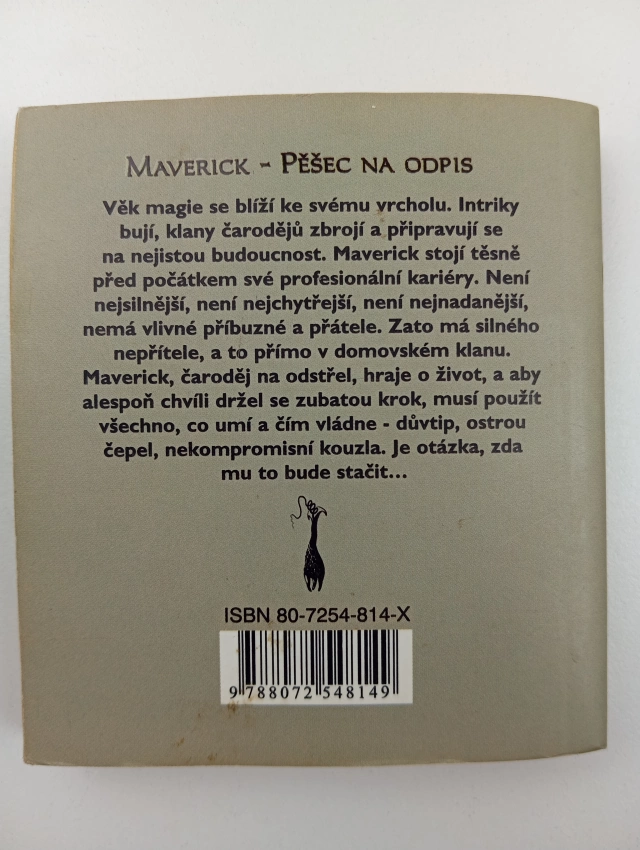 Maverick - Pěšec na odpis
Věk magie se blíží ke svému vrcholu. Intriky
bují, klany čarodějů zbrojí a připravují se
na nejistou budoucnost. Maverick stojí těsně
před počátkem své profesionální kariéry. Není
nejsilnější, není nejchytřejší, není nejnadanější,
nemá vlivné příbuzné a přátele. Zato má silného
nepřítele, a to přímo v domovském klanu.
Maverick, čaroděj na odstřel, hraje o život, a aby
alespoň chvíli držel se zubatou krok, musí použít
všechno, co umí a čím vládne - důvtip, ostrou
čepel, nekompromisní kouzla. Je otázka, zda
mu to bude stačit...
ISBN 80-7254-814-X
9 788072 548149